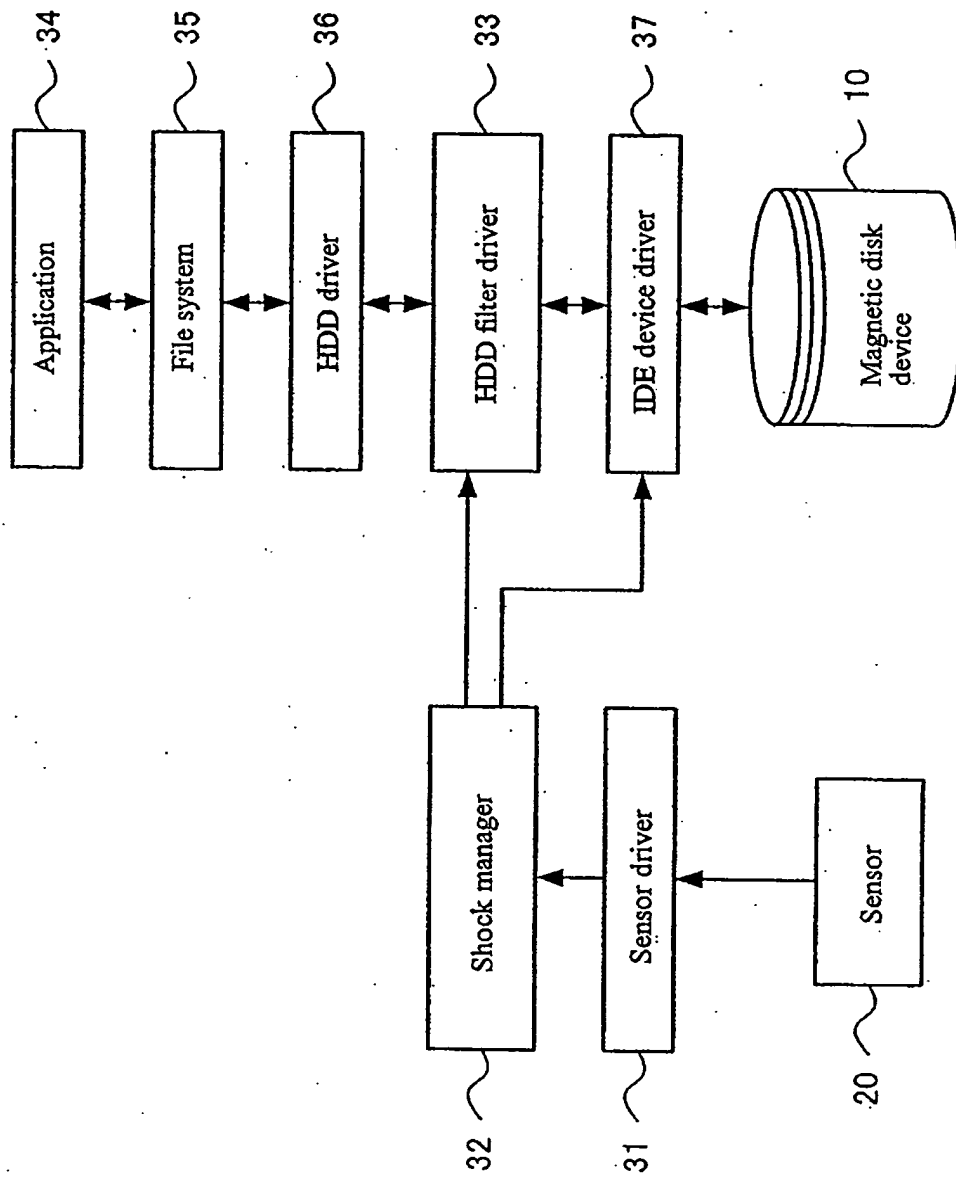 Application
34
File system
35
HDD driver
36
HDD filter driver
33
IDE device driver
37
Magnetic disk
device
10
Shock manager
32
Sensor driver
31
Sensor
20